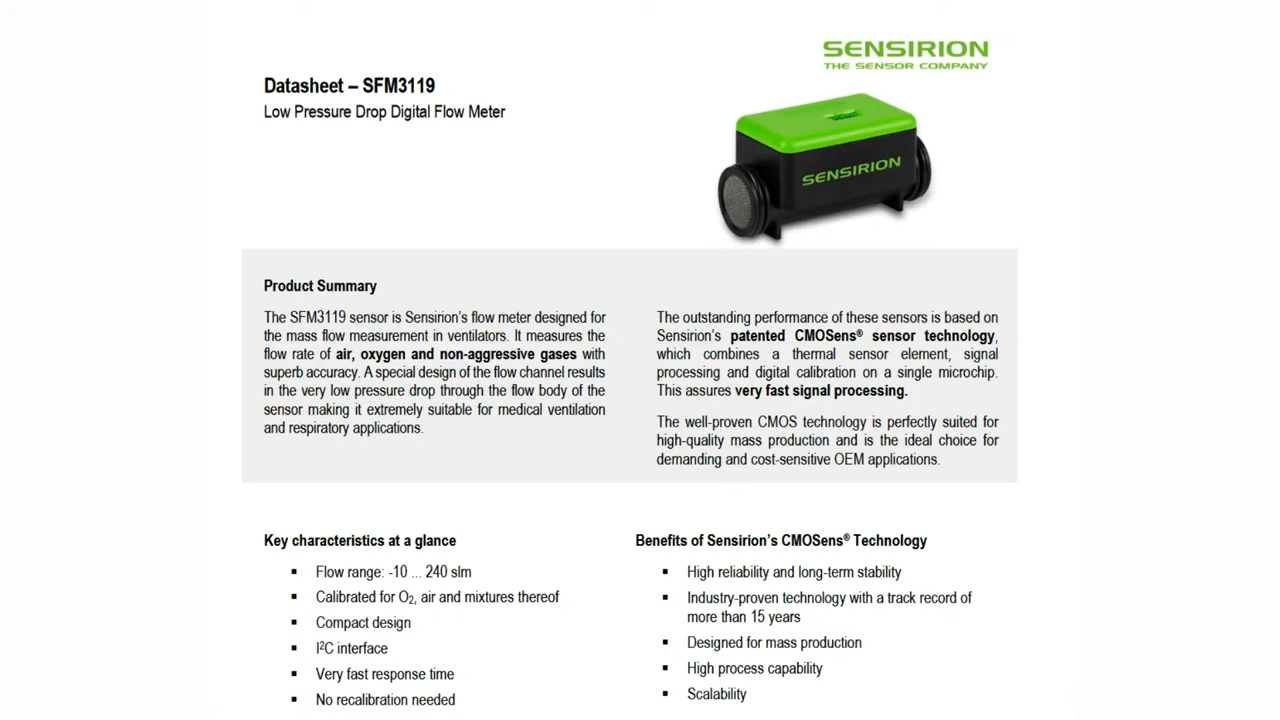 SENSIRION
THE SENSOR COMPANY
Datasheet – SFM3119
Low Pressure Drop Digital Flow Meter
SENSIRION
Product Summary
The SFM3119 sensor is Sensirion's flow meter designed for
the mass flow measurement in ventilators. It measures the
flow rate of air, oxygen and non-aggressive gases with
superb accuracy. A special design of the flow channel results
in the very low pressure drop through the flow body of the
sensor making it extremely suitable for medical ventilation
and respiratory applications.
The outstanding performance of these sensors is based on
Sensirion's patented CMOSens® sensor technology,
which combines a thermal sensor element, signal
processing and digital calibration on a single microchip.
This assures very fast signal processing.
The well-proven CMOS technology is perfectly suited for
high-quality mass production and is the ideal choice for
demanding and cost-sensitive OEM applications.
Key characteristics at a glance
▪ Flow range: -10 ... 240 slm
▪ Calibrated for O₂, air and mixtures thereof
▪ Compact design
▪ I²C interface
▪ Very fast response time
▪ No recalibration needed
Benefits of Sensirion's CMOSens® Technology
▪ High reliability and long-term stability
▪ Industry-proven technology with a track record of
more than 15 years
▪ Designed for mass production
▪ High process capability
▪ Scalability